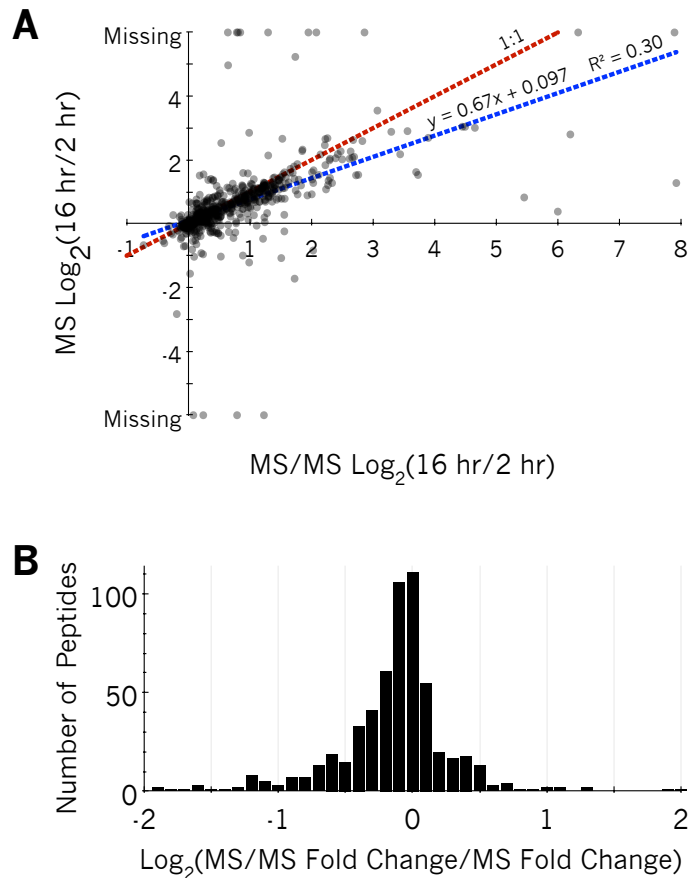 A
Missing
1:1
R² = 0.30
y = 0.67x + 0.097
4
2
-1 1 2 3 4 5 6 7 8
-2
-4
Missing
MS Log₂(16 hr/2 hr)
MS/MS Log₂(16 hr/2 hr)
B
100
50
0
Number of Peptides
-2 -1 0 1 2
Log₂(MS/MS Fold Change/MS Fold Change)